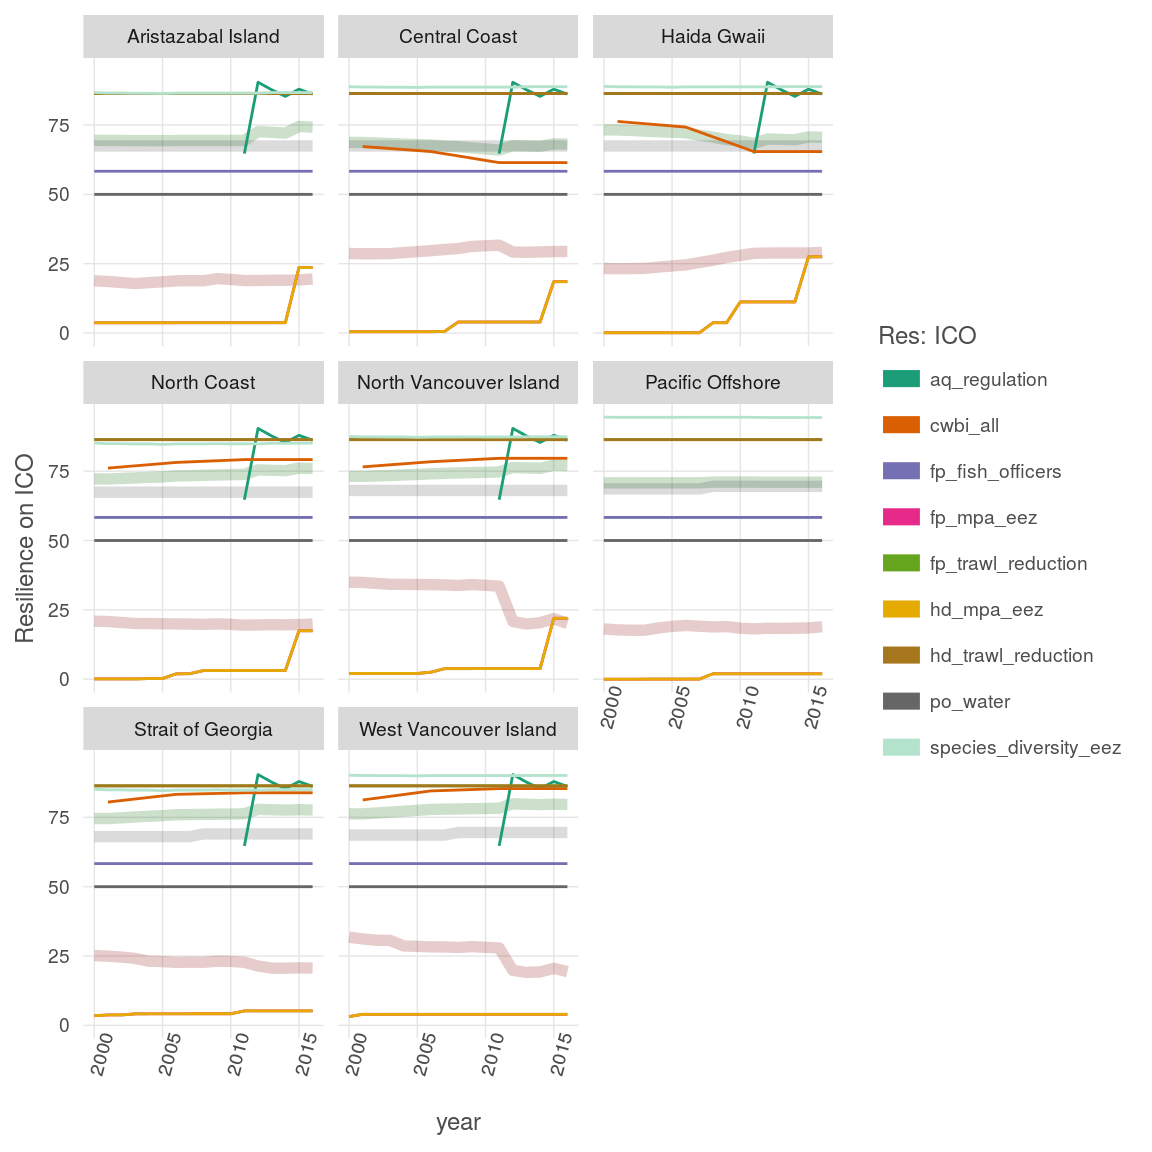 Aristazabal Island
Central Coast
Haida Gwaii
75
50
25
0
North Coast
North Vancouver Island
Pacific Offshore
75
50
25
0
2000
2005
2010
2015
Strait of Georgia
West Vancouver Island
75
50
25
0
2000
2005
2010
2015
2000
2005
2010
2015
year
Resilience on ICO
Res: ICO
aq_regulation
cwbi_all
fp_fish_officers
fp_mpa_eez
fp_trawl_reduction
hd_mpa_eez
hd_trawl_reduction
po_water
species_diversity_eez